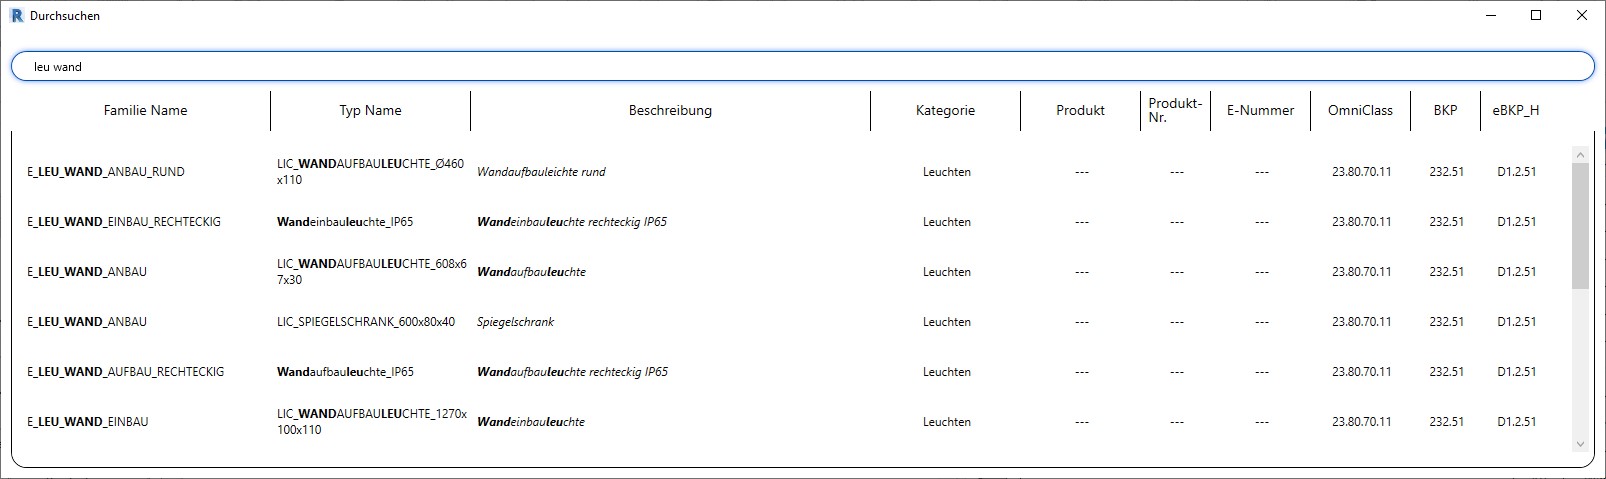 Durchsuchen
leu wand
Familie Name Typ Name Beschreibung Kategorie Produkt Produkt-Nr. E-Nummer OmniClass BKP eBKP_H
E_LEU_WAND_ANBAU_RUND LIC_WANDAUFBAULEUCHTE_Ø460x110 Wandaufbauleichte rund Leuchten --- --- --- 23.80.70.11 232.51 D1.2.51
E_LEU_WAND_EINBAU_RECHTECKIG Wandeinbauleuchte_IP65 Wandeinbauleuchte rechteckig IP65 Leuchten --- --- --- 23.80.70.11 232.51 D1.2.51
E_LEU_WAND_ANBAU LIC_WANDAUFBAULEUCHTE_608x67x30 Wandaufbauleuchte Leuchten --- --- --- 23.80.70.11 232.51 D1.2.51
E_LEU_WAND_ANBAU LIC_SPIEGELSCHRANK_600x80x40 Spiegelschrank Leuchten --- --- --- 23.80.70.11 232.51 D1.2.51
E_LEU_WAND_AUFBAU_RECHTECKIG Wandaufbauleuchte_IP65 Wandaufbauleuchte rechteckig IP65 Leuchten --- --- --- 23.80.70.11 232.51 D1.2.51
E_LEU_WAND_EINBAU LIC_WANDAUFBAULEUCHTE_1270x100x110 Wandeinbauleuchte Leuchten --- --- --- 23.80.70.11 232.51 D1.2.51